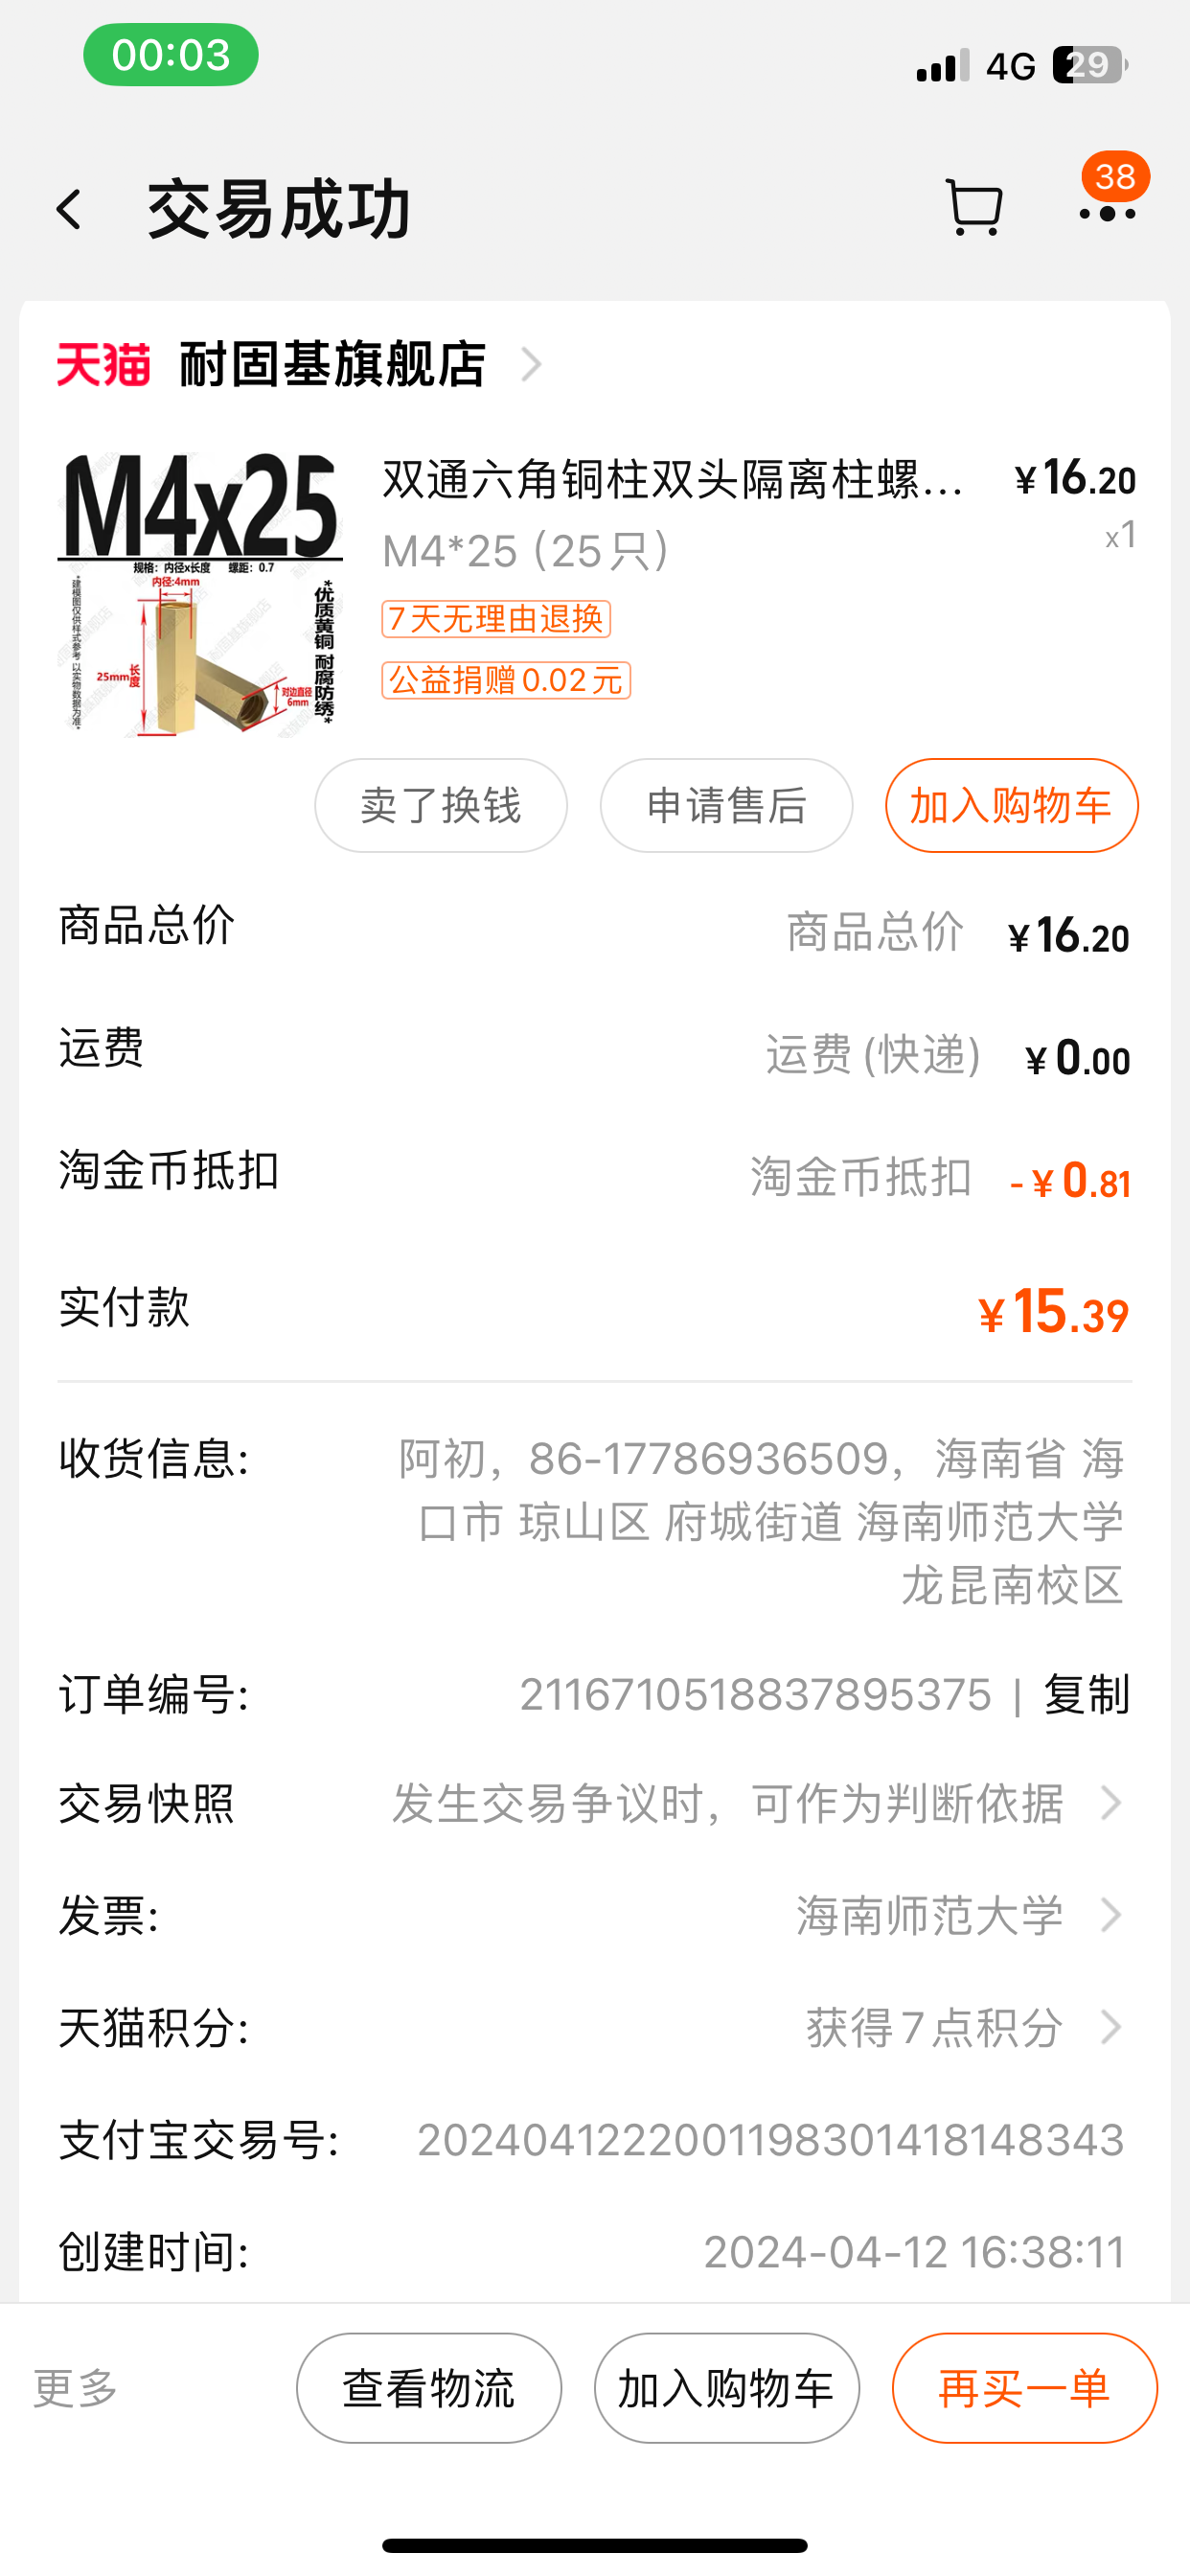 00:03
4G 29
交易成功
38
天猫 耐固基旗舰店
M4x25
规格：内径x长度 螺距：0.7
内径:4mm
*建模图仅供样式参考 以实物数据为准*
25mm
长度
对边直径
6mm
*优质黄铜 耐腐防绣*
双通六角铜柱双头隔离柱螺...
¥16.20
M4*25（25只）
x1
7天无理由退换
公益捐赠0.02元
卖了换钱 申请售后 加入购物车
商品总价 商品总价 ¥16.20
运费 运费(快递) ¥0.00
淘金币抵扣 淘金币抵扣 -¥0.81
实付款 ¥15.39
收货信息: 阿初，86-17786936509，海南省 海
口市 琼山区 府城街道 海南师范大学
龙昆南校区
订单编号: 2116710518837895375 | 复制
交易快照 发生交易争议时，可作为判断依据
发票: 海南师范大学
天猫积分: 获得7点积分
支付宝交易号: 2024041222001198301418148343
创建时间: 2024-04-12 16:38:11
更多 查看物流 加入购物车 再买一单